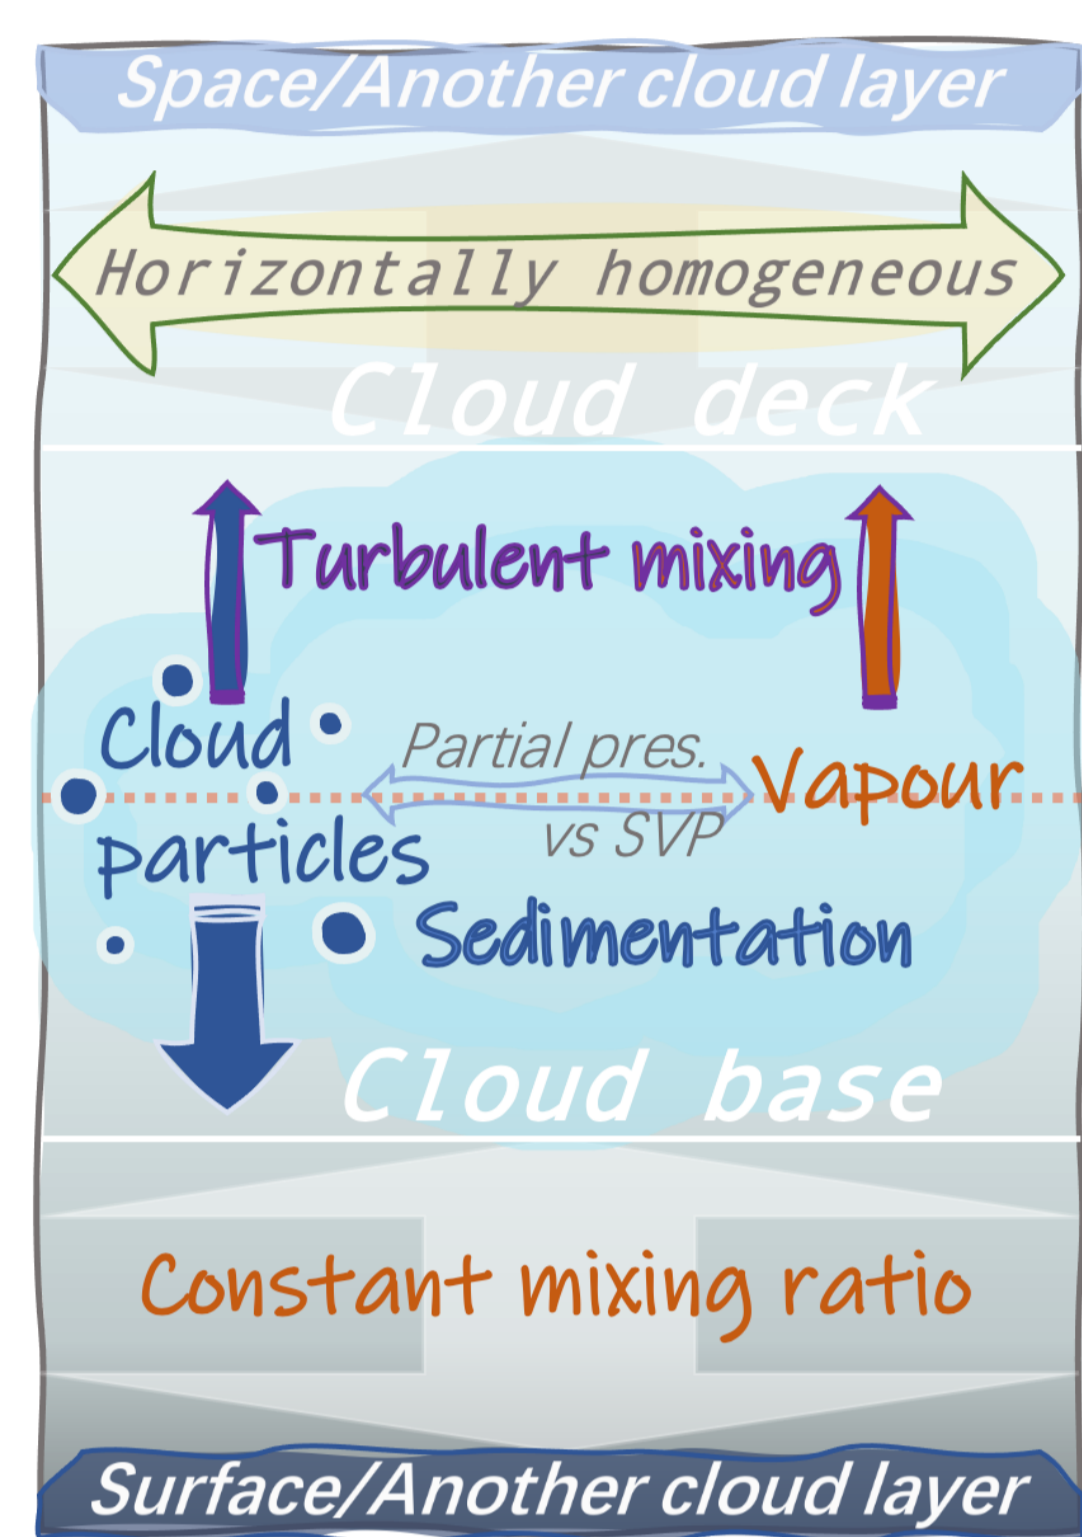 Space/Another cloud layer
Horizontally homogeneous
Cloud deck
Turbulent mixing
Cloud
particles
Partial pres.
vs SVP
Vapour
Sedimentation
Cloud base
Constant mixing ratio
Surface/Another cloud layer